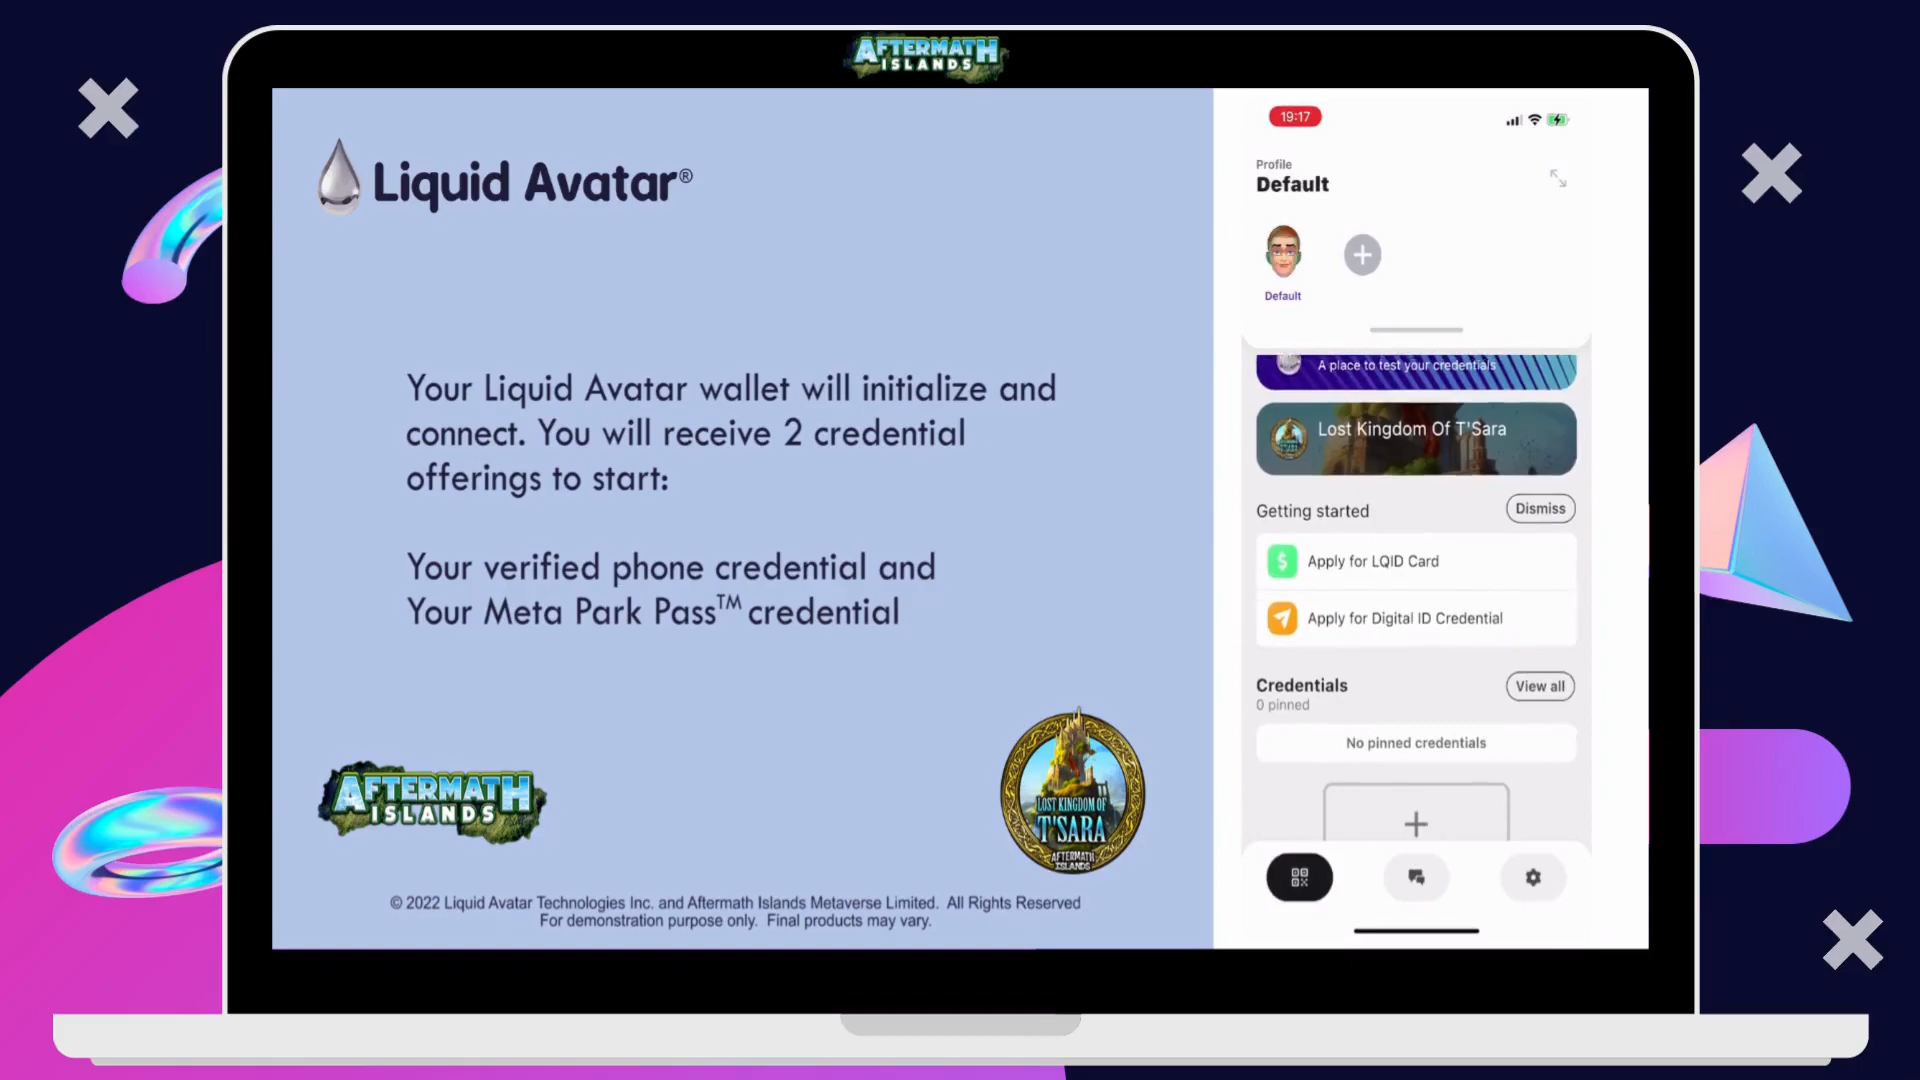 AFTERMATH
ISLANDS
Liquid Avatar®
Your Liquid Avatar wallet will initialize and
connect. You will receive 2 credential
offerings to start:
Your verified phone credential and
Your Meta Park Pass™ credential
AFTERMATH
ISLANDS
LOST KINGDOM OF
T'SARA
AFTERMATH
ISLANDS
© 2022 Liquid Avatar Technologies Inc. and Aftermath Islands Metaverse Limited. All Rights Reserved
For demonstration purpose only. Final products may vary.
19:17
Profile
Default
Default
A place to test your credentials
Lost Kingdom Of T'Sara
Getting started
Dismiss
Apply for LQID Card
Apply for Digital ID Credential
Credentials
View all
0 pinned
No pinned credentials